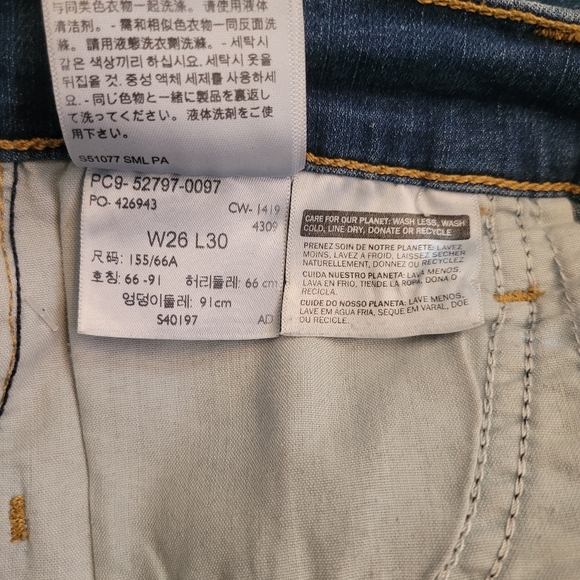 与同类色衣物一起洗涤。请使用液体
清洁剂。- 需和相似色衣物一同反面洗
滌。請用液態洗衣劑洗滌。- 세탁시
같은 색상끼리 하십시요. 세탁시 옷을
뒤집을 것. 중성 액체 세제를 사용하세
요. - 同じ色物と一緒に製品を裏返し
て洗ってください。液体洗剤をご使
用下さい。
S51077 SML PA
PC9- 52797-0097
PO- 426943 CW- 1419
4309
W26 L30
尺码: 155/66A
호칭: 66 -91 허리둘레: 66 cm
엉덩이둘레: 91cm
S40197 AD
CARE FOR OUR PLANET: WASH LESS, WASH
COLD, LINE DRY, DONATE OR RECYCLE
PRENEZ SOIN DE NOTRE PLANETE: LAVEZ
MOINS, LAVEZ A FROID, LAISSEZ SECHER
NATURELLEMENT, DONNEZ OU RECYCLEZ
CUIDA NUESTRO PLANETA: LAVA MENOS,
LAVA EN FRIO, TIENDE LA ROPA, DONA O
RECICLA.
CUIDE DO NOSSO PLANETA: LAVE MENOS,
LAVE EM AGUA FRIA, SEQUE EM VARAL, DOE
OU RECICLE.